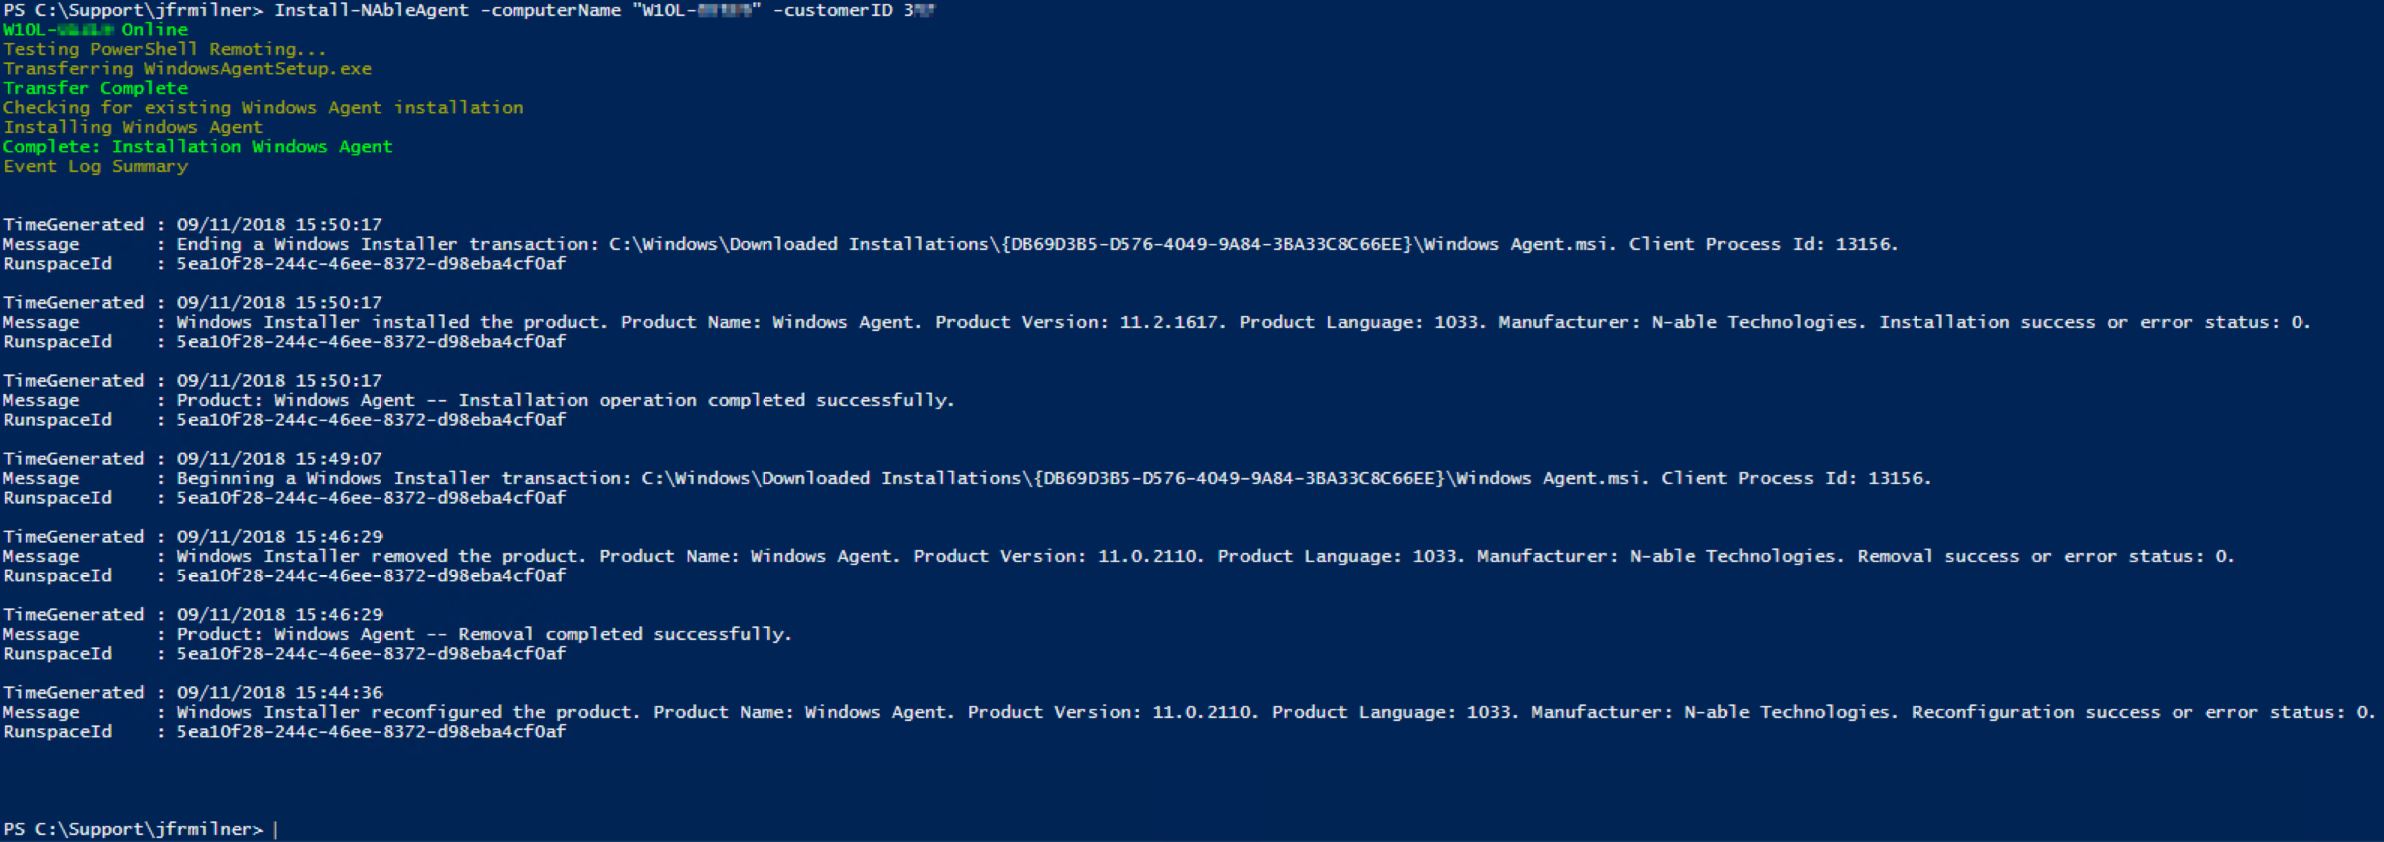 PS C:\Support\jfrmilner> Install-NAbleAgent -computerName "W10L-" -customerID 3
W10L- Online
Testing PowerShell Remoting...
Transferring WindowsAgentSetup.exe
Transfer Complete
Checking for existing Windows Agent installation
Installing Windows Agent
Complete: Installation Windows Agent
Event Log Summary
TimeGenerated : 09/11/2018 15:50:17
Message : Ending a Windows Installer transaction: C:\Windows\Downloaded Installations\{DB69D3B5-D576-4049-9A84-3BA33C8C66EE}\Windows Agent.msi. Client Process Id: 13156.
RunspaceId : 5ea10f28-244c-46ee-8372-d98eba4cf0af
TimeGenerated : 09/11/2018 15:50:17
Message : Windows Installer installed the product. Product Name: Windows Agent. Product Version: 11.2.1617. Product Language: 1033. Manufacturer: N-able Technologies. Installation success or error status: 0.
RunspaceId : 5ea10f28-244c-46ee-8372-d98eba4cf0af
TimeGenerated : 09/11/2018 15:50:17
Message : Product: Windows Agent -- Installation operation completed successfully.
RunspaceId : 5ea10f28-244c-46ee-8372-d98eba4cf0af
TimeGenerated : 09/11/2018 15:49:07
Message : Beginning a Windows Installer transaction: C:\Windows\Downloaded Installations\{DB69D3B5-D576-4049-9A84-3BA33C8C66EE}\Windows Agent.msi. Client Process Id: 13156.
RunspaceId : 5ea10f28-244c-46ee-8372-d98eba4cf0af
TimeGenerated : 09/11/2018 15:46:29
Message : Windows Installer removed the product. Product Name: Windows Agent. Product Version: 11.0.2110. Product Language: 1033. Manufacturer: N-able Technologies. Removal success or error status: 0.
RunspaceId : 5ea10f28-244c-46ee-8372-d98eba4cf0af
TimeGenerated : 09/11/2018 15:46:29
Message : Product: Windows Agent -- Removal completed successfully.
RunspaceId : 5ea10f28-244c-46ee-8372-d98eba4cf0af
TimeGenerated : 09/11/2018 15:44:36
Message : Windows Installer reconfigured the product. Product Name: Windows Agent. Product Version: 11.0.2110. Product Language: 1033. Manufacturer: N-able Technologies. Reconfiguration success or error status: 0.
RunspaceId : 5ea10f28-244c-46ee-8372-d98eba4cf0af
PS C:\Support\jfrmilner>